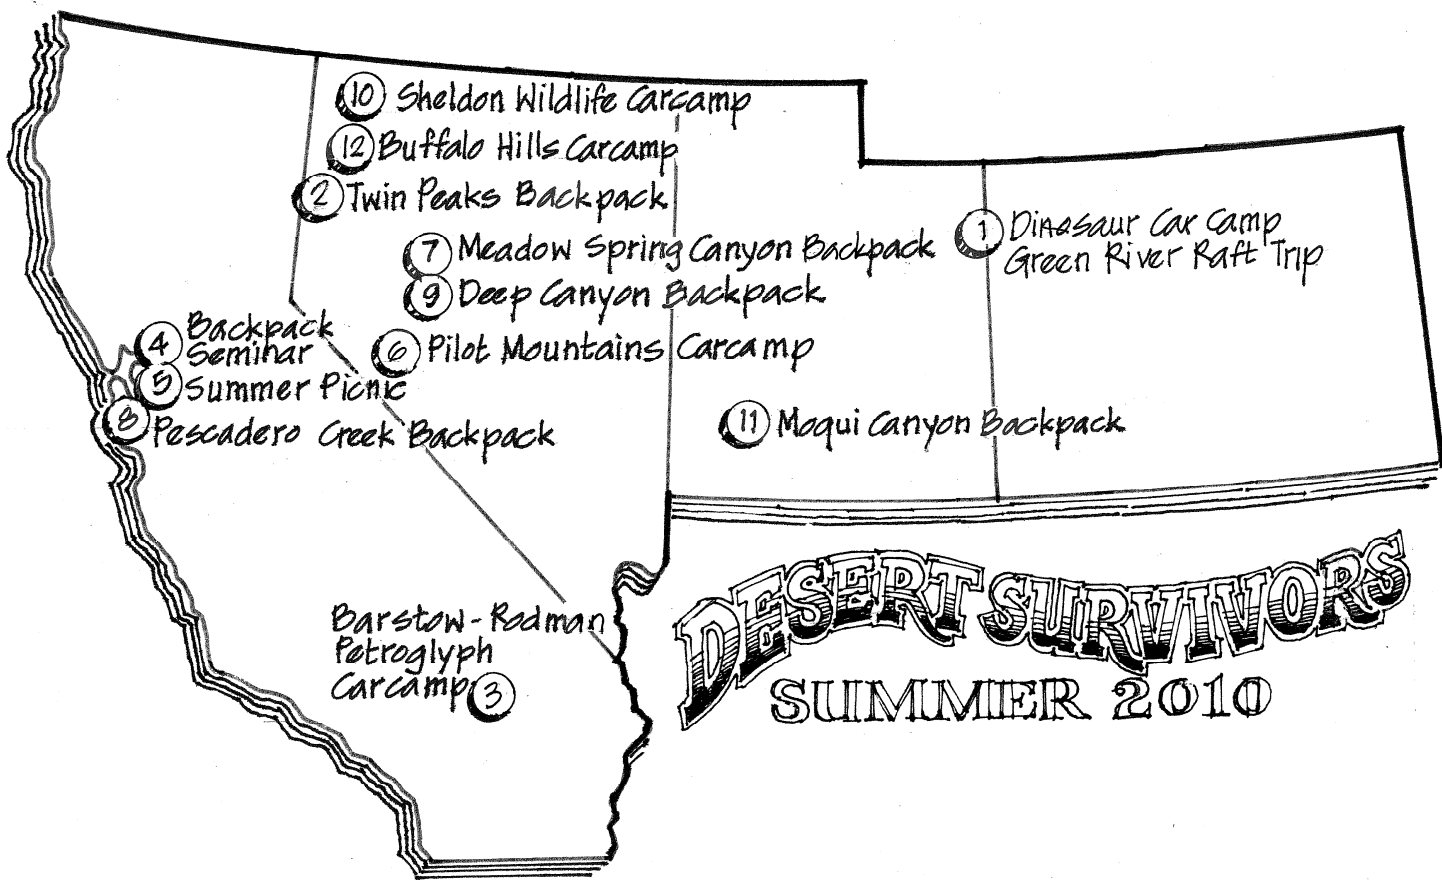 10 Sheldon Wildlife Carcamp
12 Buffalo Hills Carcamp
2 Twin Peaks Backpack
1 Dinosaur Car Camp
Green River Raft Trip
7 Meadow Spring Canyon Backpack
9 Deep Canyon Backpack
4 Backpack
Seminar
6 Pilot Mountains Carcamp
5 Summer Picnic
8 Pescadero Creek Backpack
11 Moqui Canyon Backpack
Barstow-Rodman
Petroglyph
Carcamp 3
DESERT SURVIVORS
SUMMER 2010